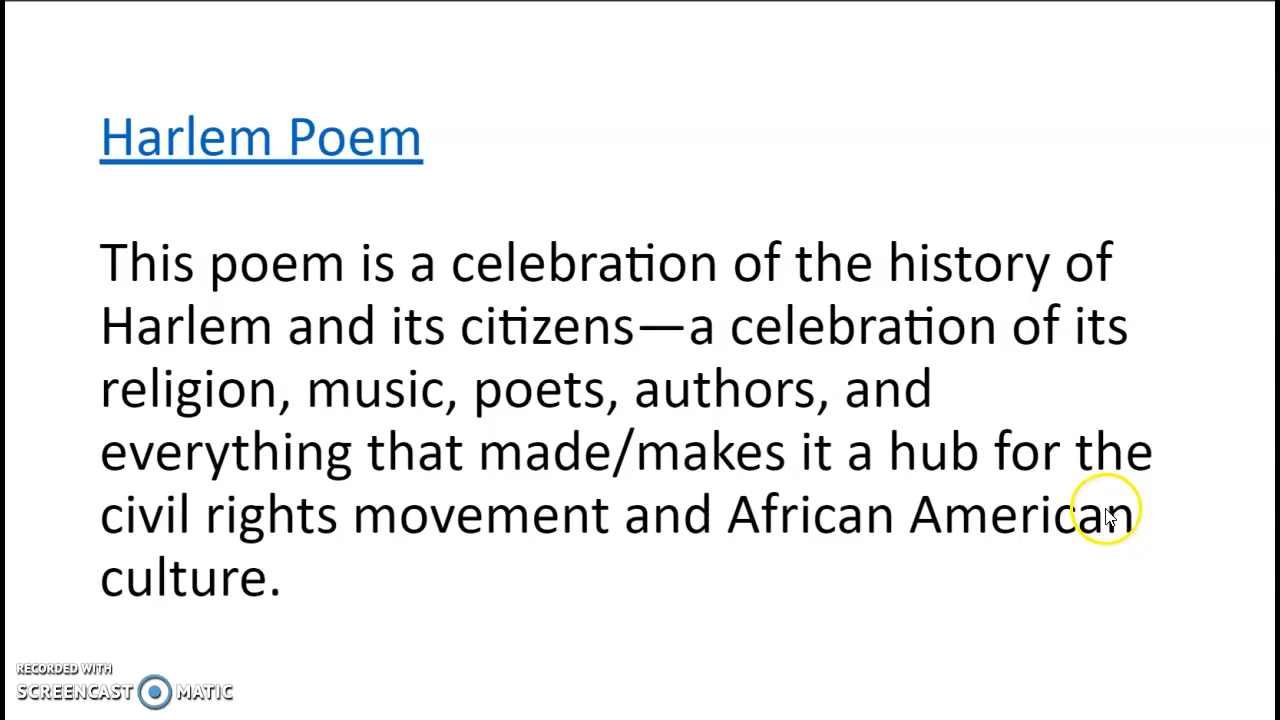 Harlem Poem
This poem is a celebration of the history of
Harlem and its citizens—a celebration of its
religion, music, poets, authors, and
everything that made/makes it a hub for the
civil rights movement and African American
culture.
RECORDED WITH
SCREENCAST MATIC